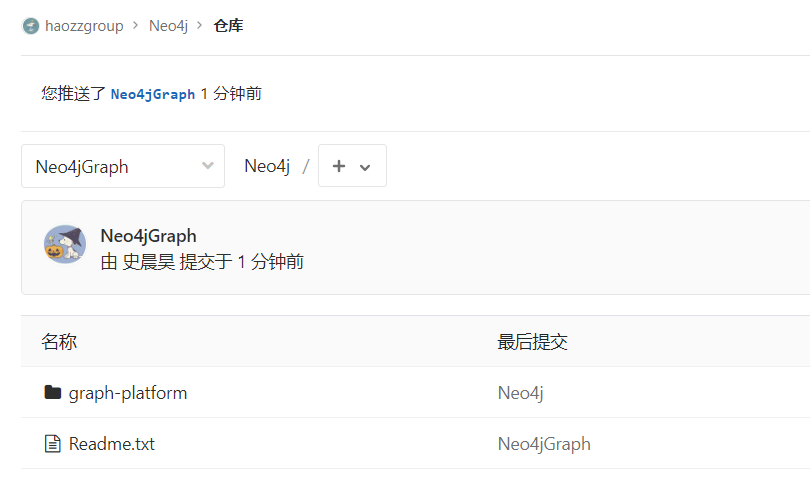 haozzgroup > Neo4j > 仓库
您推送了 Neo4jGraph 1 分钟前
Neo4jGraph Neo4j / +
Neo4jGraph
由 史晨昊 提交于 1 分钟前
名称 最后提交
graph-platform Neo4j
Readme.txt Neo4jGraph